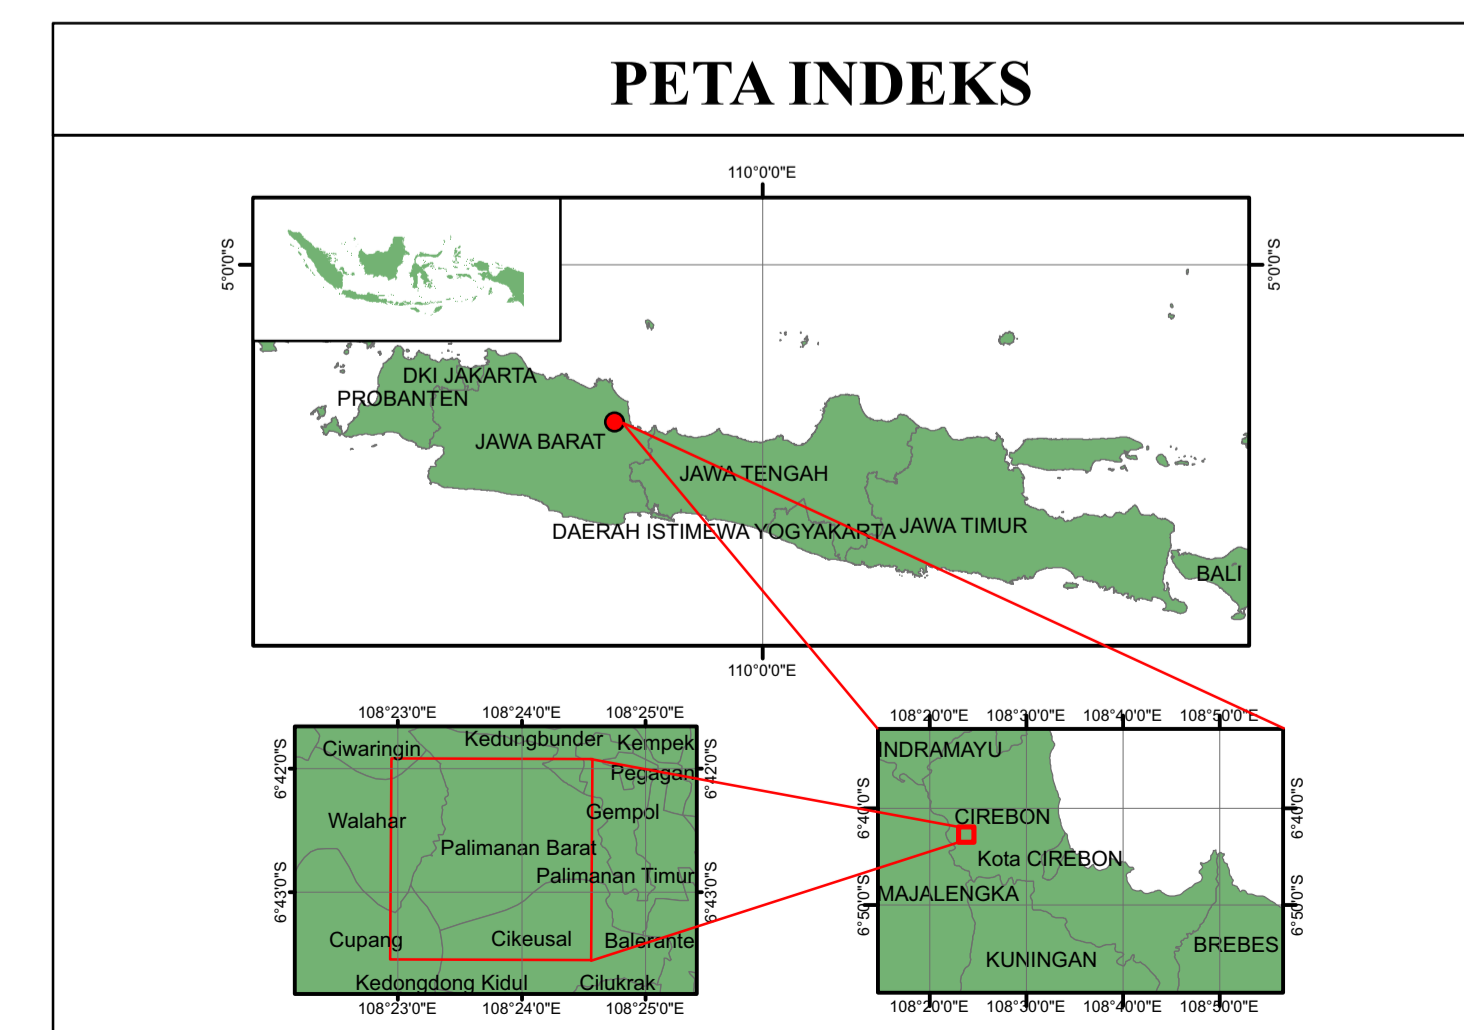 PETA INDEKS
110°0'0"E
5°0'0"S
5°0'0"S
DKI JAKARTA
PROBANTEN
JAWA BARAT
JAWA TENGAH
DAERAH ISTIMEWA YOGYAKARTA
JAWA TIMUR
BALI
110°0'0"E
108°23'0"E 108°24'0"E 108°25'0"E
6°42'0"S
6°42'0"S
6°43'0"S
6°43'0"S
Ciwaringin
Kedungbunder
Kempek
Pegagan
Walahar
Gempol
Palimanan Barat
Palimanan Timur
Cupang
Cikeusal
Balerante
Kedongdong Kidul
Cilukrak
108°23'0"E 108°24'0"E 108°25'0"E
108°20'0"E 108°30'0"E 108°40'0"E 108°50'0"E
6°40'0"S
6°40'0"S
6°50'0"S
6°50'0"S
INDRAMAYU
CIREBON
Kota CIREBON
MAJALENGKA
KUNINGAN
BREBES
108°20'0"E 108°30'0"E 108°40'0"E 108°50'0"E